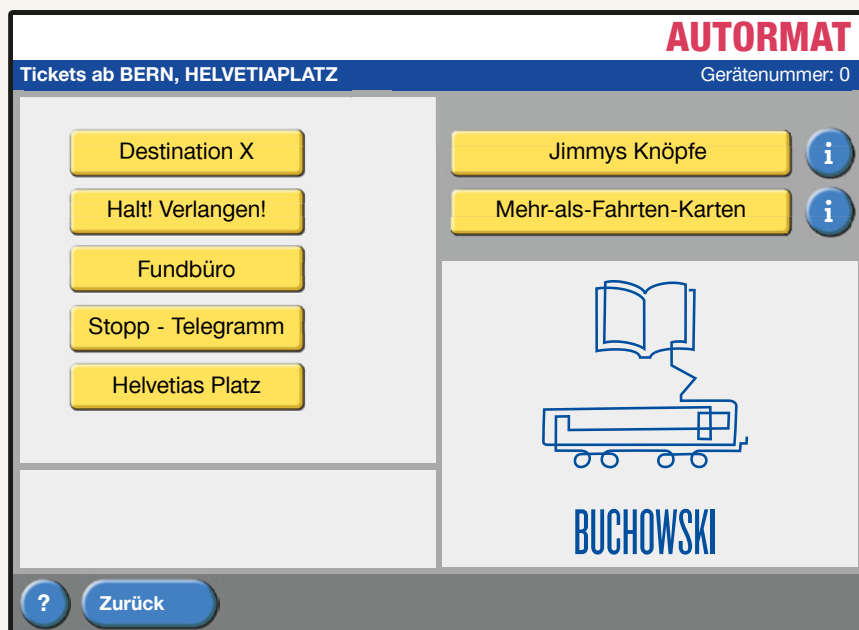 AUTORMAT
Tickets ab BERN, HELVETIAPLATZ
Gerätenummer: 0
Destination X
Halt! Verlangen!
Fundbüro
Stopp - Telegramm
Helvetias Platz
Jimmys Knöpfe
i
Mehr-als-Fahrten-Karten
i
BUCHOWSKI
?
Zurück